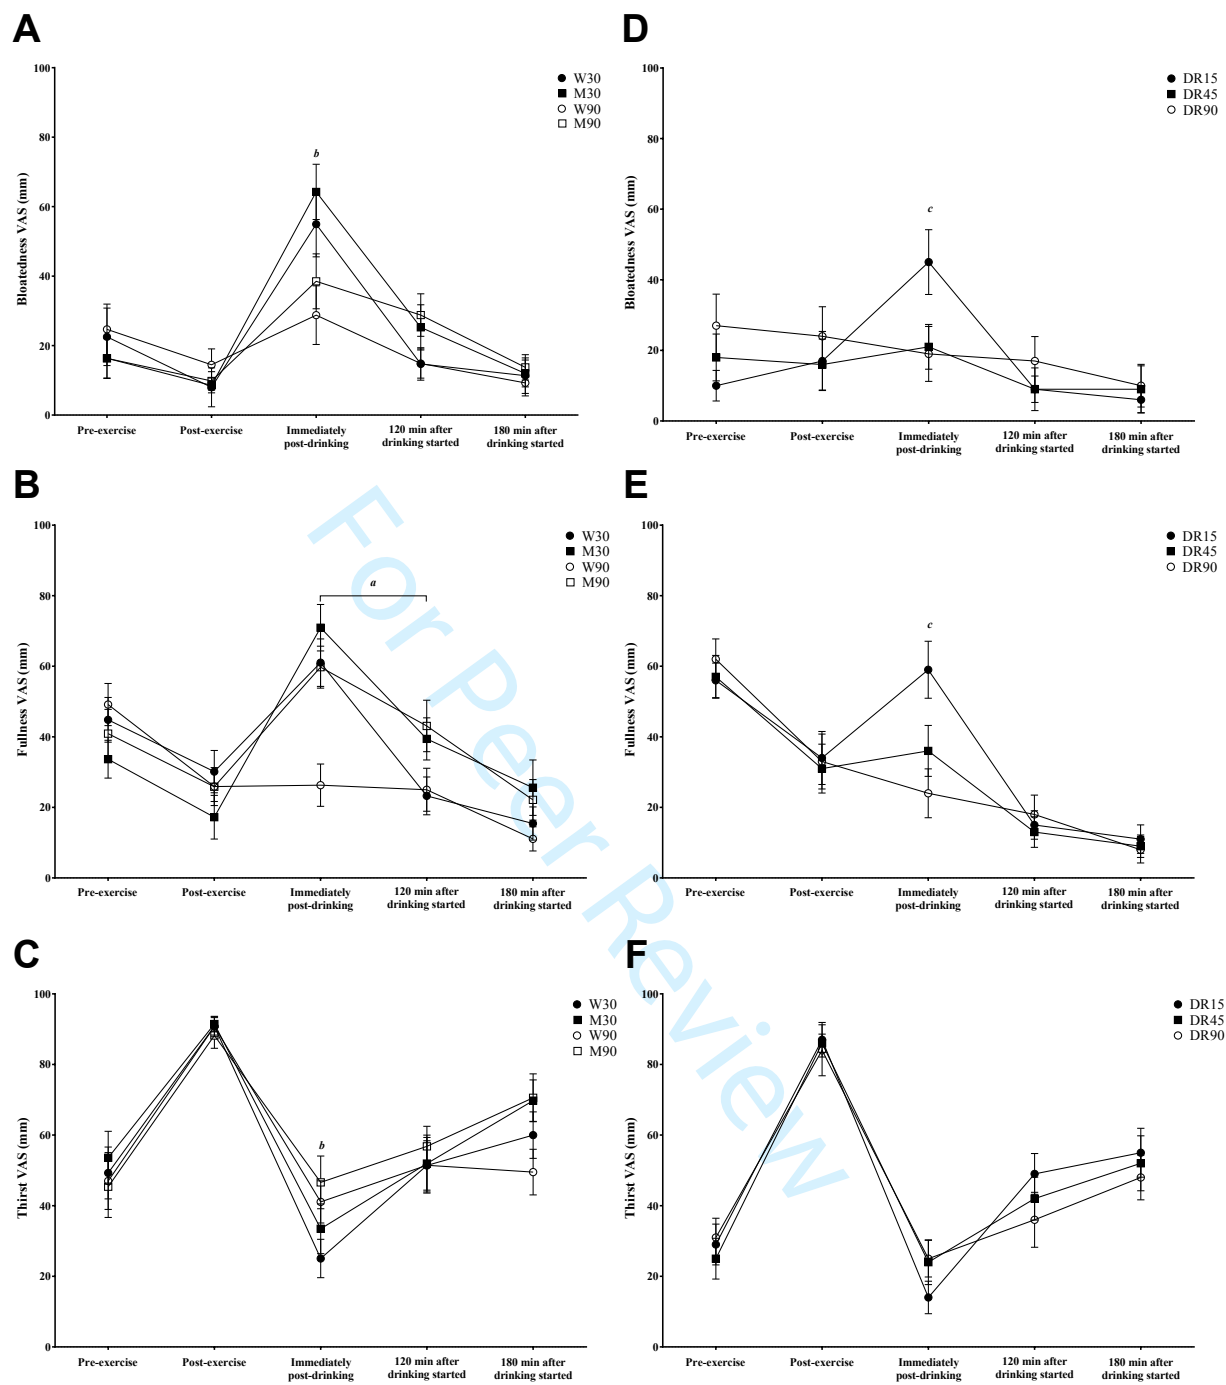 A
Bloatedness VAS (mm)
100
80
60
40
20
0
W30
M30
W90
M90
b
Pre-exercise
Post-exercise
Immediately
post-drinking
120 min after
drinking started
180 min after
drinking started
D
Bloatedness VAS (mm)
100
80
60
40
20
0
DR15
DR45
DR90
c
Pre-exercise
Post-exercise
Immediately
post-drinking
120 min after
drinking started
180 min after
drinking started
B
Fullness VAS (mm)
100
80
60
40
20
0
W30
M30
W90
M90
a
Pre-exercise
Post-exercise
Immediately
post-drinking
120 min after
drinking started
180 min after
drinking started
E
Fullness VAS (mm)
100
80
60
40
20
0
DR15
DR45
DR90
c
Pre-exercise
Post-exercise
Immediately
post-drinking
120 min after
drinking started
180 min after
drinking started
C
Thirst VAS (mm)
100
80
60
40
20
0
W30
M30
W90
M90
b
Pre-exercise
Post-exercise
Immediately
post-drinking
120 min after
drinking started
180 min after
drinking started
F
Thirst VAS (mm)
100
80
60
40
20
0
DR15
DR45
DR90
Pre-exercise
Post-exercise
Immediately
post-drinking
120 min after
drinking started
180 min after
drinking started
For Peer Review